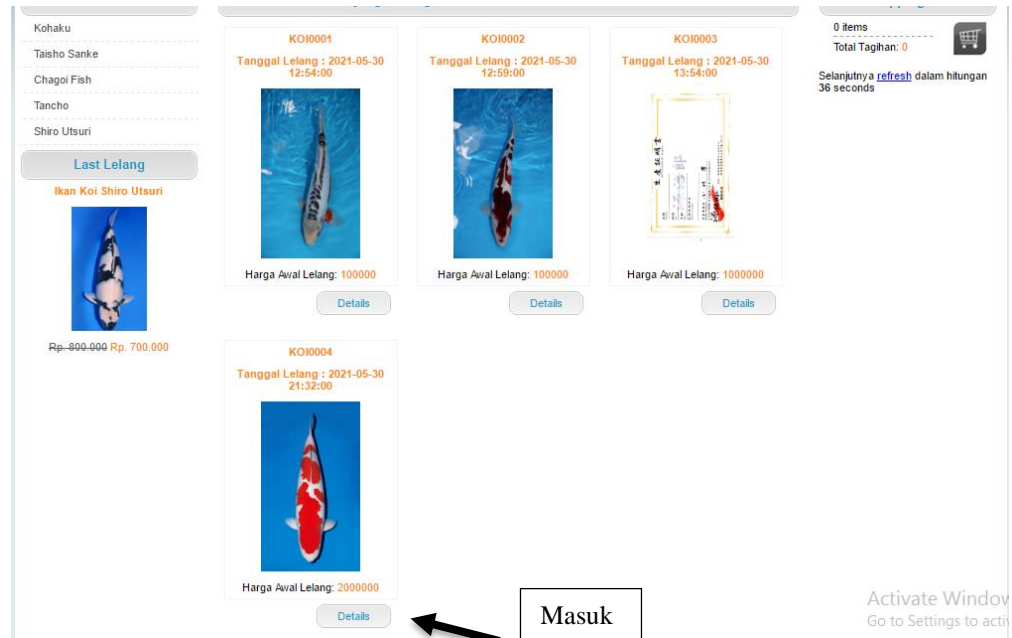 Kohaku
Taisho Sanke
Chagoi Fish
Tancho
Shiro Utsuri
Last Lelang
Ikan Koi Shiro Utsuri
Rp. 800.000 Rp. 700.000
KOI0001
Tanggal Lelang : 2021-05-30
12:54:00
Harga Awal Lelang: 100000
Details
KOI0002
Tanggal Lelang : 2021-05-30
12:59:00
Harga Awal Lelang: 100000
Details
KOI0003
Tanggal Lelang : 2021-05-30
13:54:00
Harga Awal Lelang: 1000000
Details
KOI0004
Tanggal Lelang : 2021-05-30
21:32:00
Harga Awal Lelang: 2000000
Details
Masuk
0 items
Total Tagihan: 0
Selanjutnya refresh dalam hitungan
36 seconds
Activate Window
Go to Settings to acti